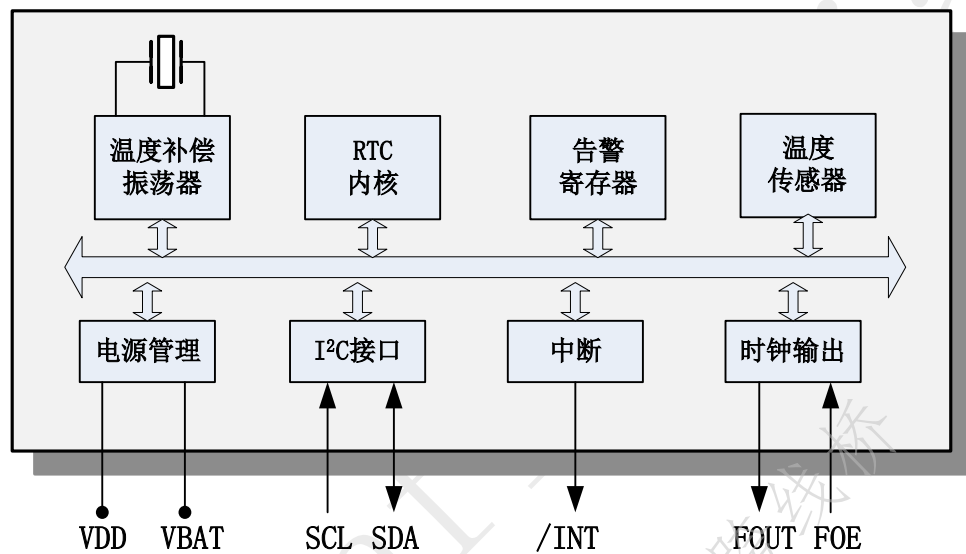 温度补偿
振荡器
RTC
内核
告警
寄存器
温度
传感器
电源管理
I²C接口
中断
时钟输出
VDD VBAT SCL SDA /INT FOUT FOE